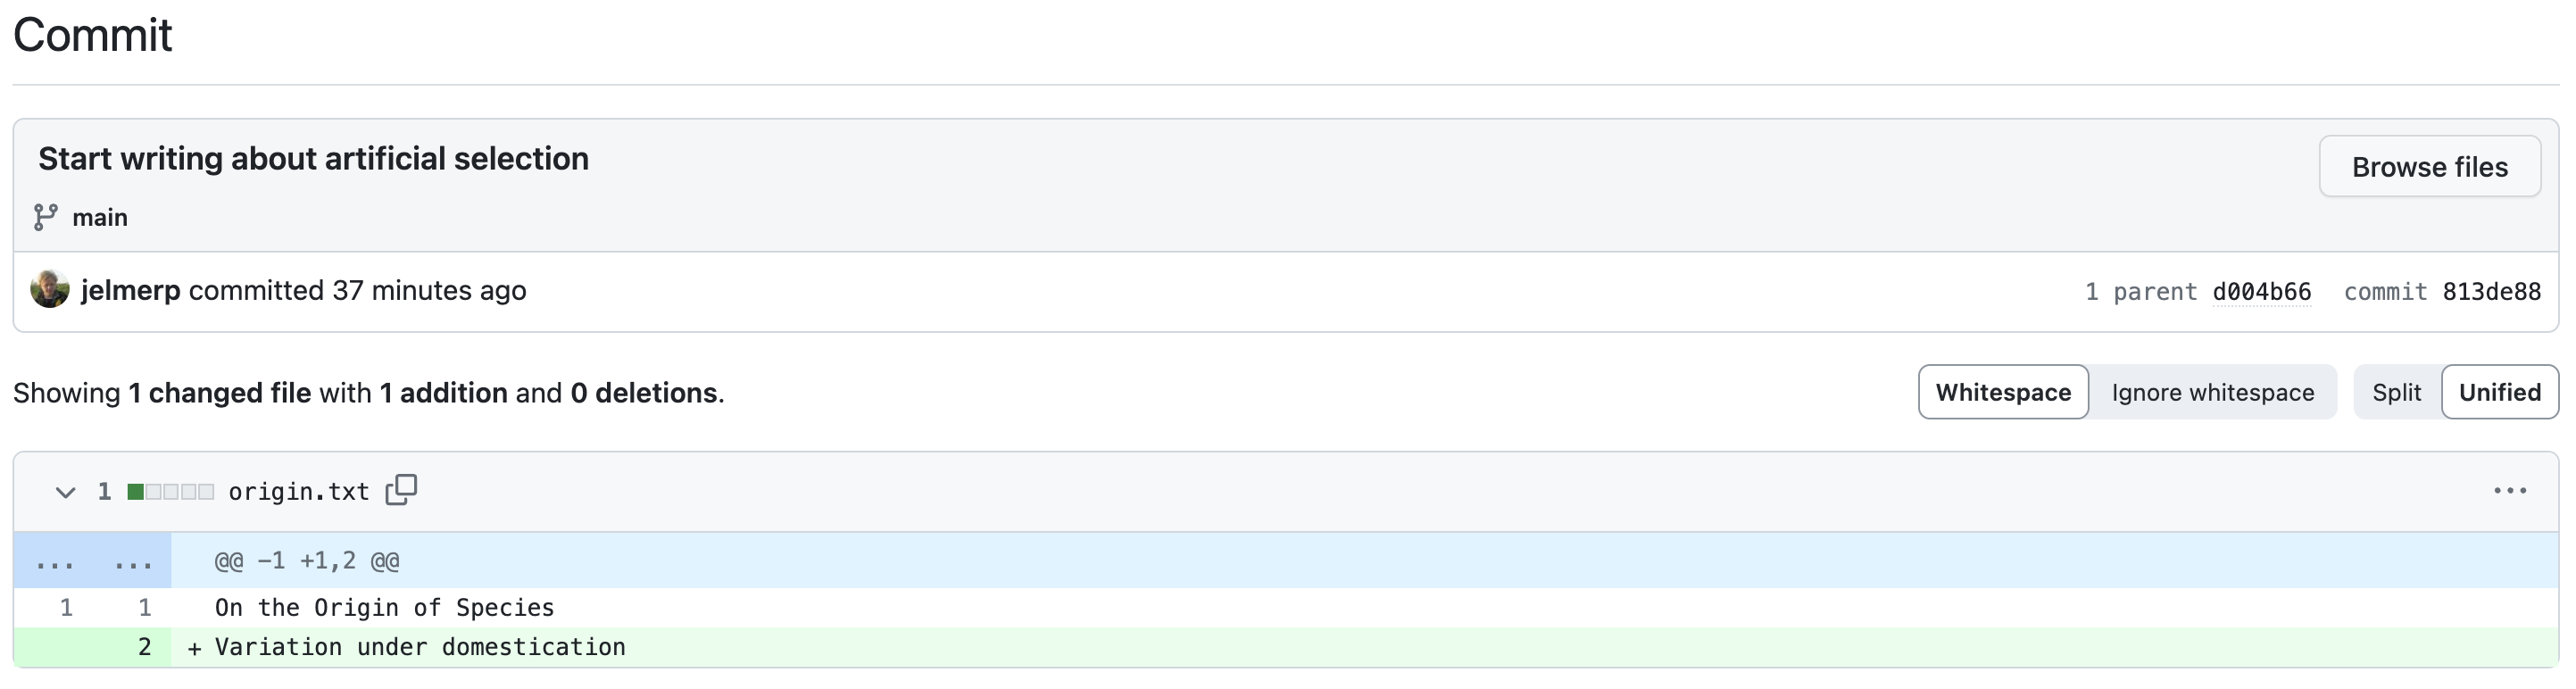 Commit
Start writing about artificial selection
Browse files
main
jelmerp committed 37 minutes ago
1 parent d004b66 commit 813de88
Showing 1 changed file with 1 addition and 0 deletions.
Whitespace Ignore whitespace Split Unified
1 origin.txt
... ... @@ -1 +1,2 @@
1 1 On the Origin of Species
2 + Variation under domestication